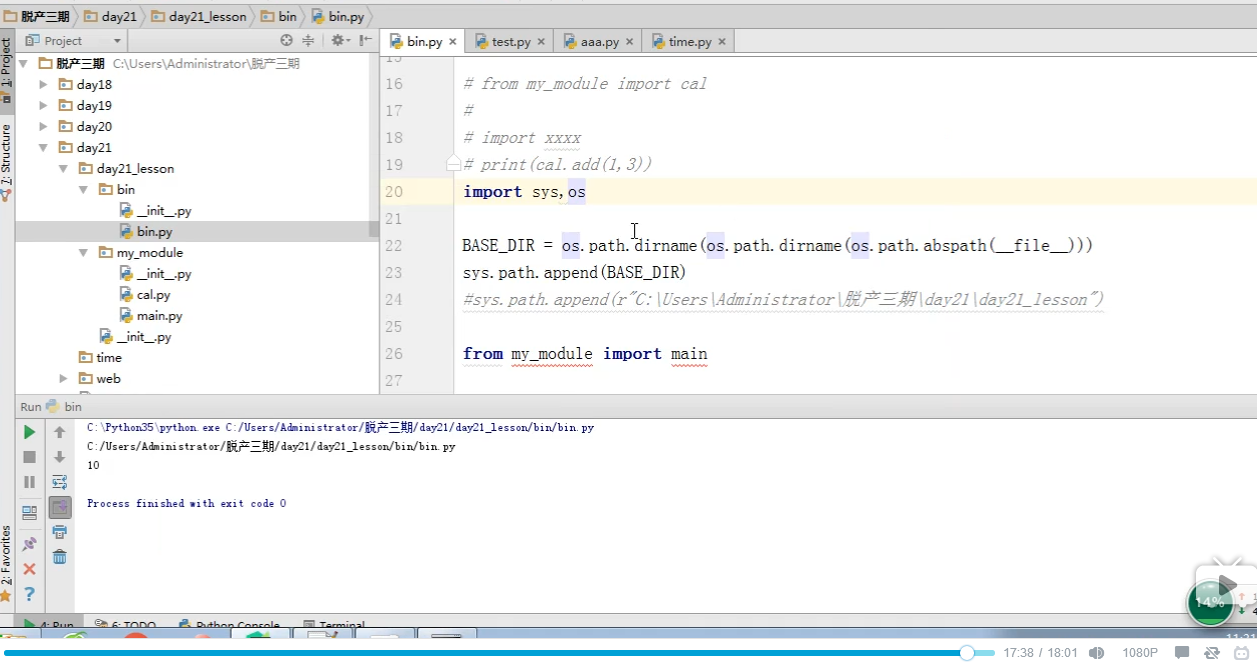 脱产三期 day21 day21_lesson bin bin.py
Project
bin.py test.py aaa.py time.py
1: Project
7: Structure
2: Favorites
脱产三期 C:\Users\Administrator\脱产三期
day18
day19
day20
day21
day21_lesson
bin
__init__.py
bin.py
my_module
__init__.py
cal.py
main.py
__init__.py
time
web
16 # from my_module import cal
17 #
18 # import xxxx
19 # print(cal.add(1,3))
20 import sys,os
21
22 BASE_DIR = os.path.dirname(os.path.dirname(os.path.abspath(__file__)))
23 sys.path.append(BASE_DIR)
24 #sys.path.append(r"C:\Users\Administrator\脱产三期\day21\day21_lesson")
25
26 from my_module import main
27
Run bin
C:\Python35\python.exe C:/Users/Administrator/脱产三期/day21/day21_lesson/bin/bin.py
C:/Users/Administrator/脱产三期/day21/day21_lesson/bin/bin.py
10
Process finished with exit code 0
4: Run 6: TODO Python Console Terminal
14%
17:38 / 18:01 1080P